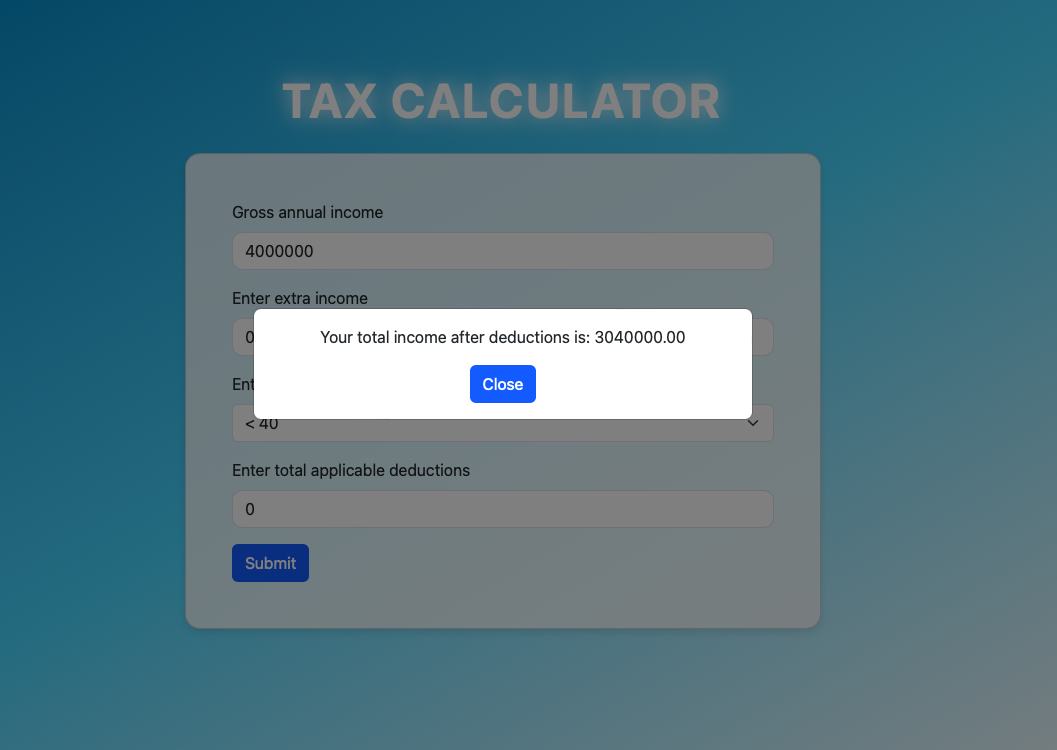 TAX CALCULATOR
Gross annual income
4000000
Enter extra income
0
Your total income after deductions is: 3040000.00
Close
Ent
< 40
Enter total applicable deductions
0
Submit